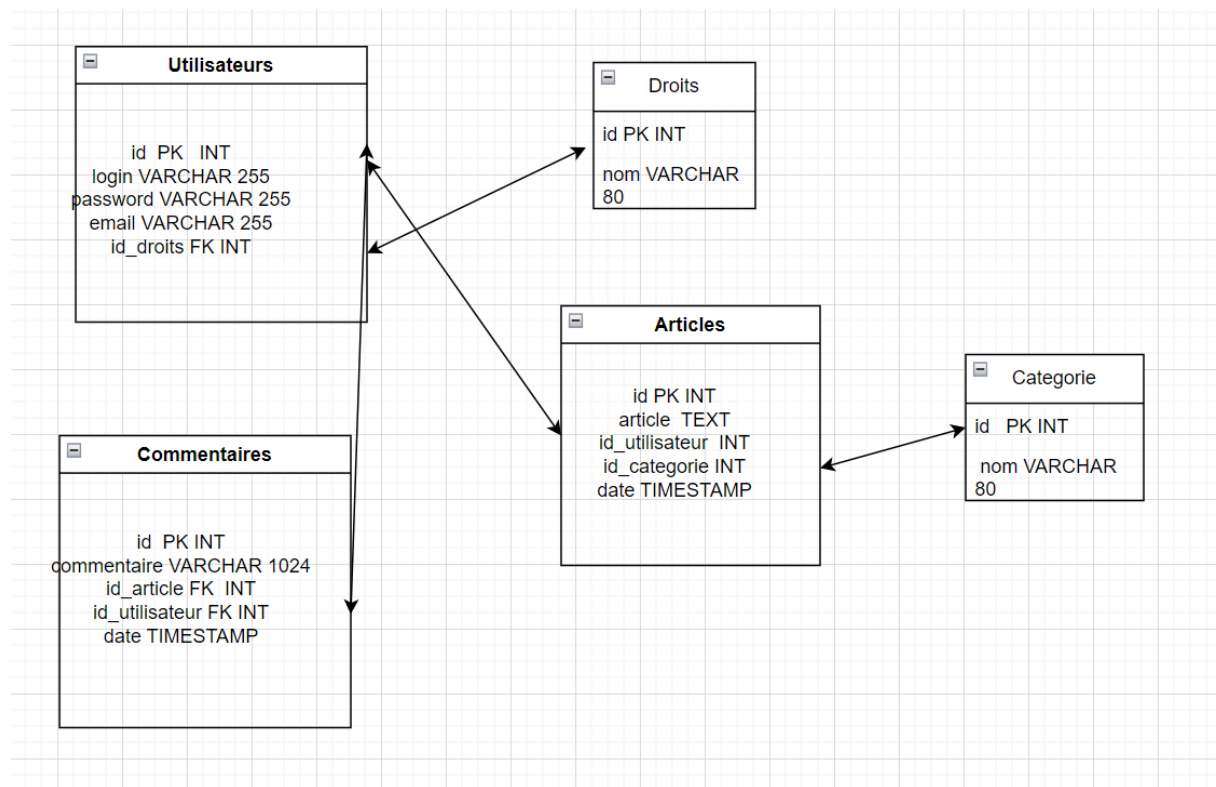 Utilisateurs
id PK INT
login VARCHAR 255
password VARCHAR 255
email VARCHAR 255
id_droits FK INT
Droits
id PK INT
nom VARCHAR
80
Articles
id PK INT
article TEXT
id_utilisateur INT
id_categorie INT
date TIMESTAMP
Categorie
id PK INT
nom VARCHAR
80
Commentaires
id PK INT
commentaire VARCHAR 1024
id_article FK INT
id_utilisateur FK INT
date TIMESTAMP